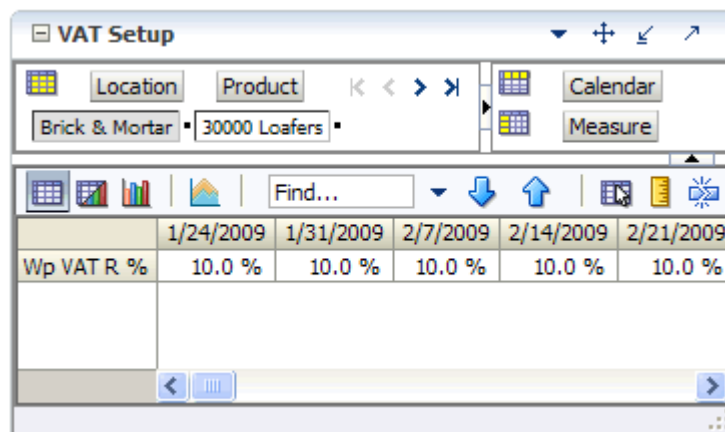 VAT Setup
Location Product Calendar
Brick & Mortar 30000 Loafers Measure
Find...
1/24/2009 1/31/2009 2/7/2009 2/14/2009 2/21/2009
Wp VAT R % 10.0 % 10.0 % 10.0 % 10.0 % 10.0 %